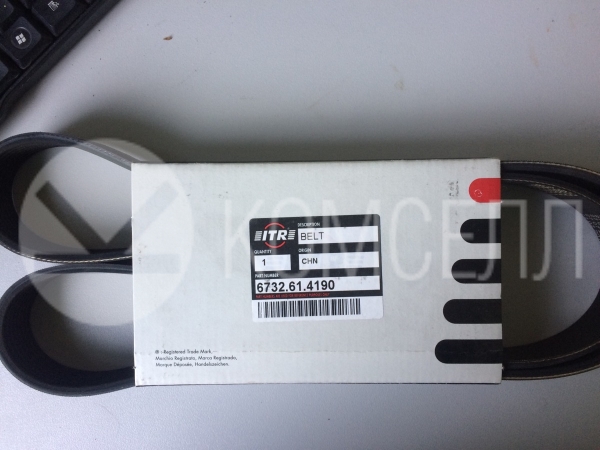 ITR
DESCRIPTION
BELT
QUANTITY
ORIGIN
1
CHN
PART NUMBER
6732.61.4190
КОМСЕЛЛ
® :-Registered Trade Mark,
Marchio Registrato, Marca Registrada,
Marque Déposée, Handelszeichen.